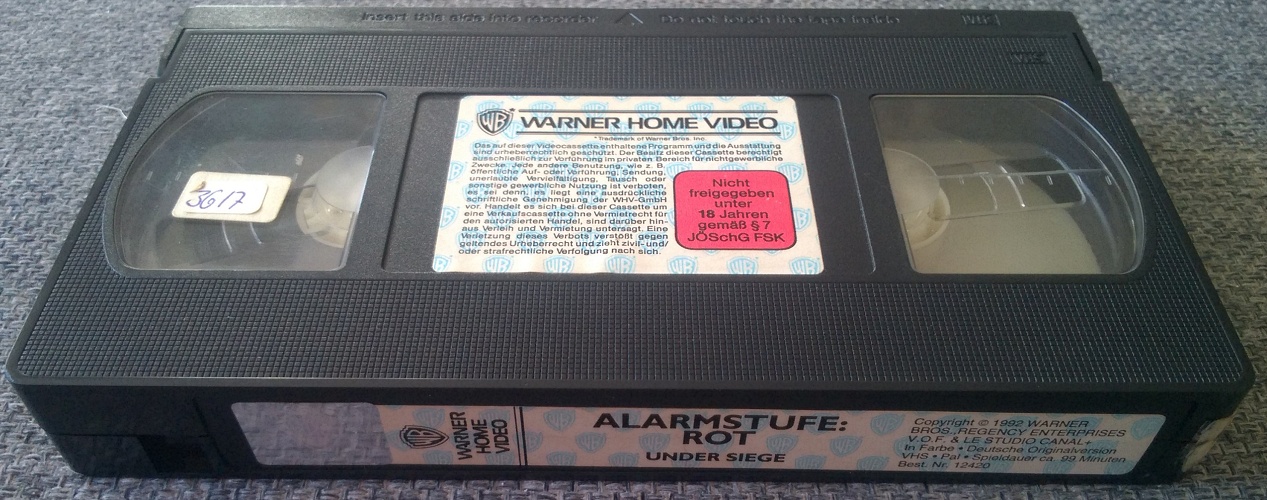 Insert this side into recorder
Do not touch the tape inside
VHS
VHS
WB
WARNER HOME VIDEO
*Trademark of Warner Bros. Inc.
Das auf dieser Videocassette enthaltene Programm und die Ausstattung
sind urheberrechtlich geschützt. Der Besitz dieser Cassette berechtigt
ausschließlich zur Vorführung im privaten Bereich für nichtgewerbliche
Zwecke. Jede andere Benutzung, wie z. B.
öffentliche Auf- oder Vorführung, Sendung,
unerlaubte Vervielfältigung, Tausch oder
sonstige gewerbliche Nutzung ist verboten,
es sei denn, es liegt eine ausdrückliche
schriftliche Genehmigung der WHV-GmbH
vor. Handelt es sich bei dieser Cassette um
eine Verkaufscassette ohne Vermietrecht für
den autorisierten Handel, sind darüber hin-
aus Verleih und Vermietung untersagt. Eine
Verletzung dieses Verbots verstößt gegen
geltendes Urheberrecht und zieht zivil- und/
oder strafrechtliche Verfolgung nach sich.
Nicht
freigegeben
unter
18 Jahren
gemäß § 7
JÖSchG FSK
3617
WB
WARNER
HOME
VIDEO
ALARMSTUFE:
ROT
UNDER SIEGE
Copyright © 1992 WARNER
BROS., REGENCY ENTERPRISES
V.O.F. & LE STUDIO CANAL+
In Farbe • Deutsche Originalversion
VHS • Pal • Spieldauer ca. 99 Minuten
Best. Nr. 12420